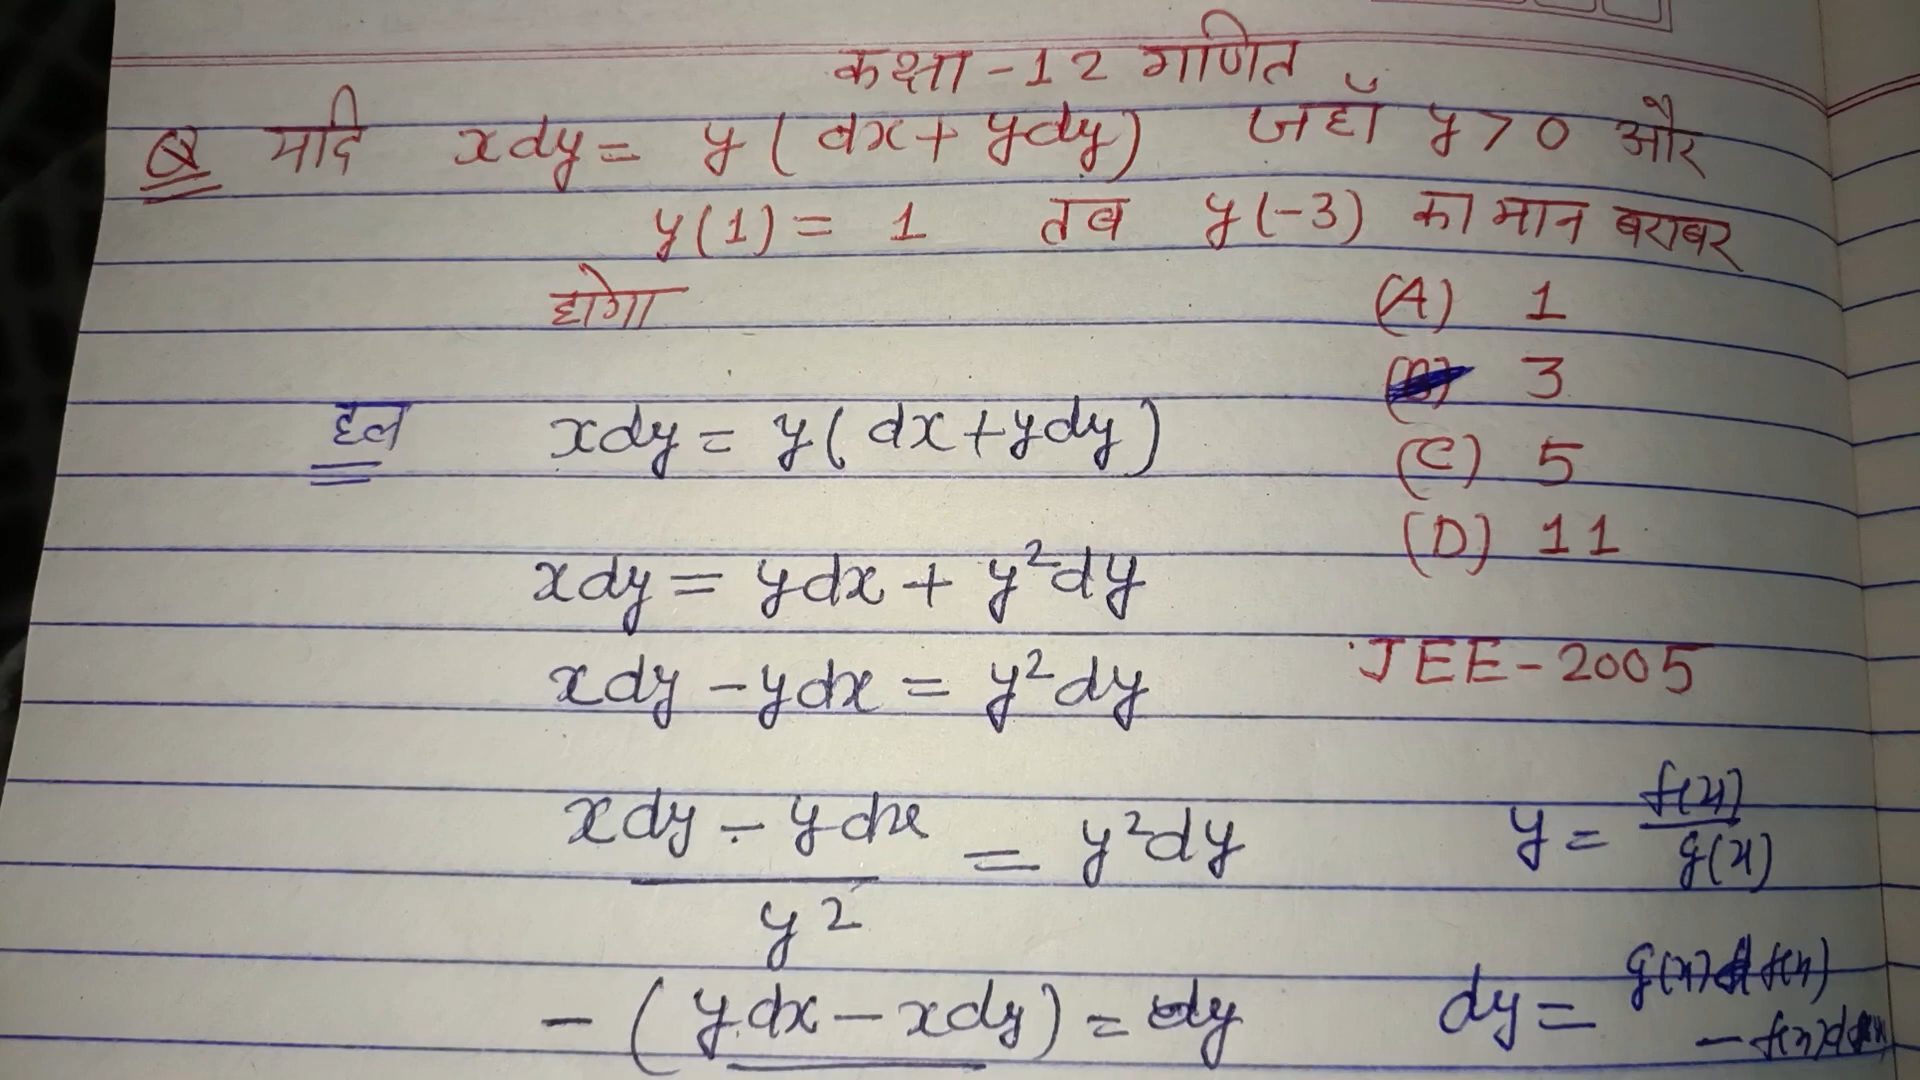 कक्षा - 12 गणित
Q यदि xdy = y ( dx + ydy ) जहाँ y > 0 और
y(1) = 1 तब y(-3) का मान बराबर
होगा
(A) 1
3
(C) 5
(D) 11
हल xdy = y ( dx + ydy )
xdy = ydx + y²dy
JEE - 2005
xdy - ydx = y²dy
xdy - ydx / y² = y²dy
y = f(x) / g(x)
- ( ydx - xdy ) = dy
dy = g(x) d f(x)
- f(x) d